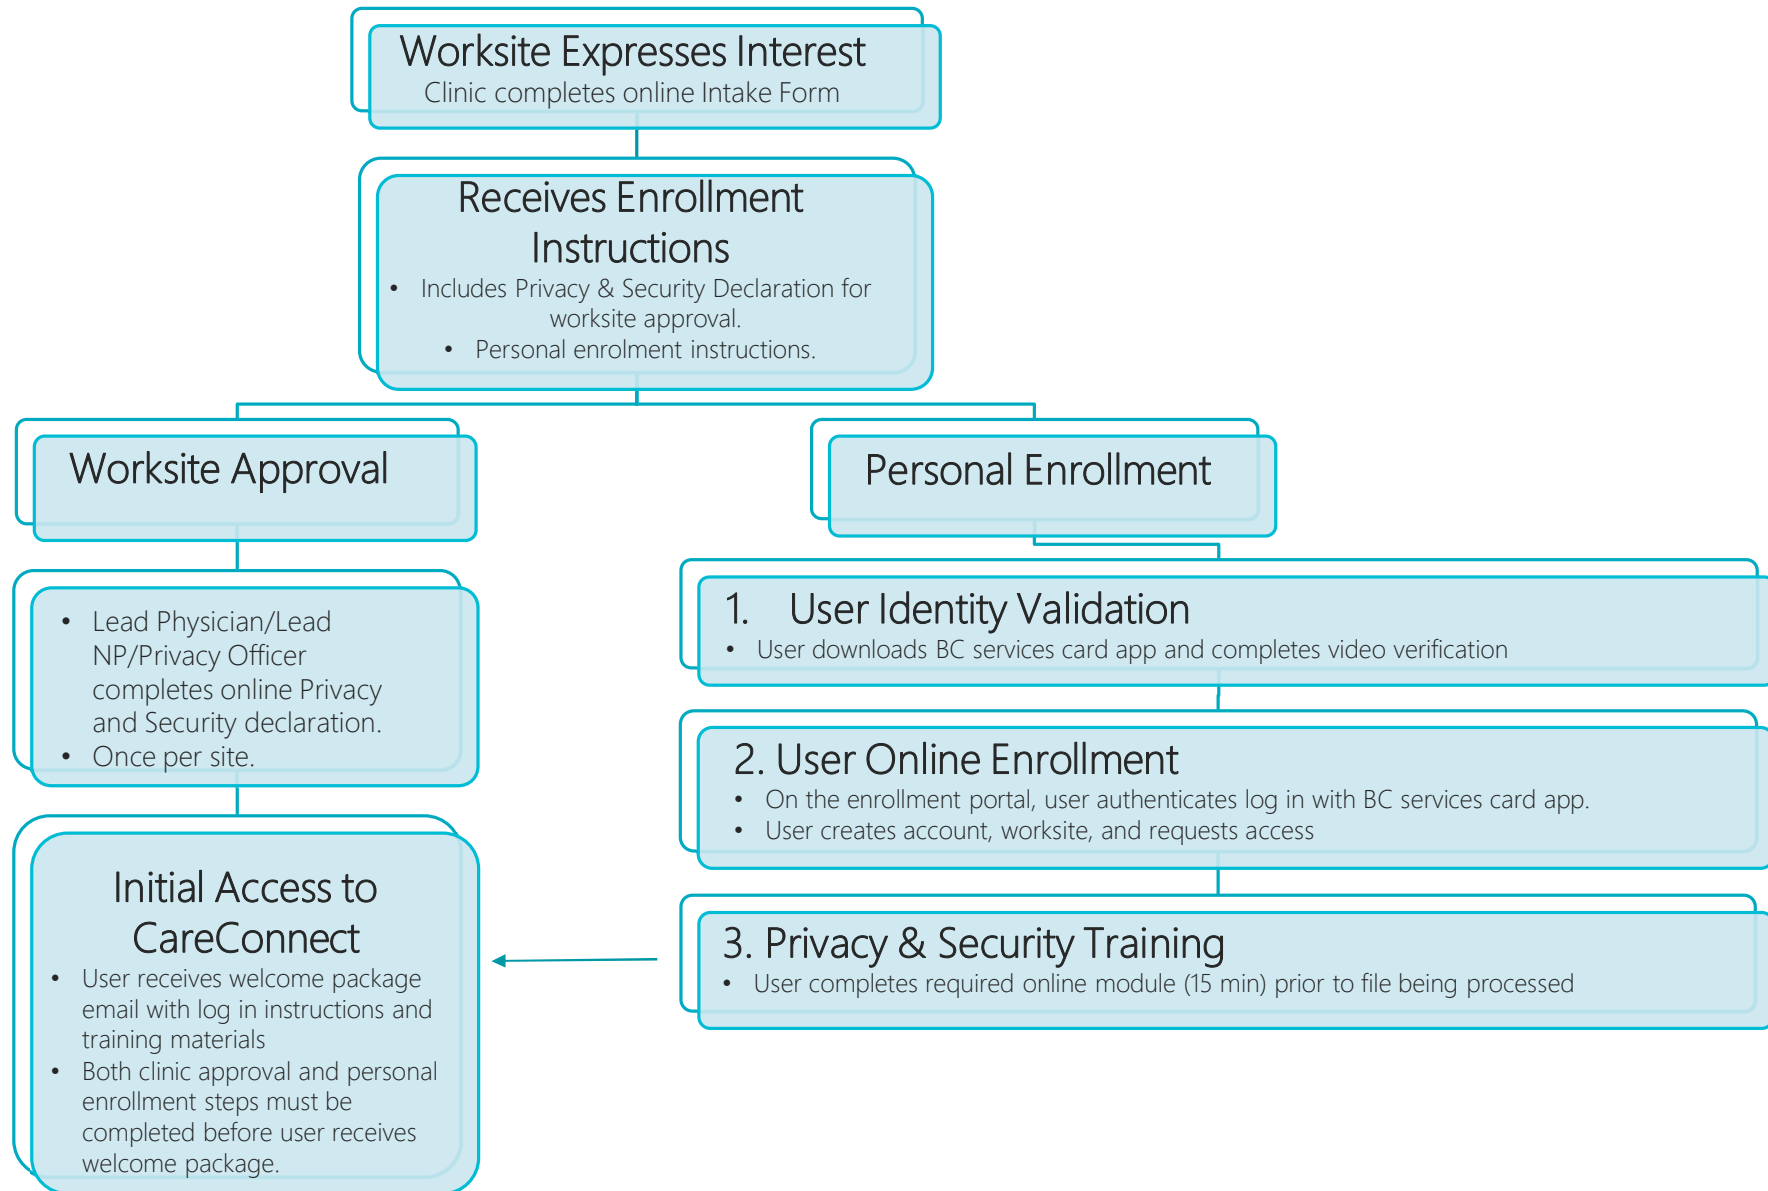 Worksite Expresses Interest
Clinic completes online Intake Form
Receives Enrollment
Instructions
• Includes Privacy & Security Declaration for
worksite approval.
• Personal enrolment instructions.
Worksite Approval
• Lead Physician/Lead
NP/Privacy Officer
completes online Privacy
and Security declaration.
• Once per site.
Initial Access to
CareConnect
• User receives welcome package
email with log in instructions and
training materials
• Both clinic approval and personal
enrollment steps must be
completed before user receives
welcome package.
Personal Enrollment
1. User Identity Validation
• User downloads BC services card app and completes video verification
2. User Online Enrollment
• On the enrollment portal, user authenticates log in with BC services card app.
• User creates account, worksite, and requests access
3. Privacy & Security Training
• User completes required online module (15 min) prior to file being processed